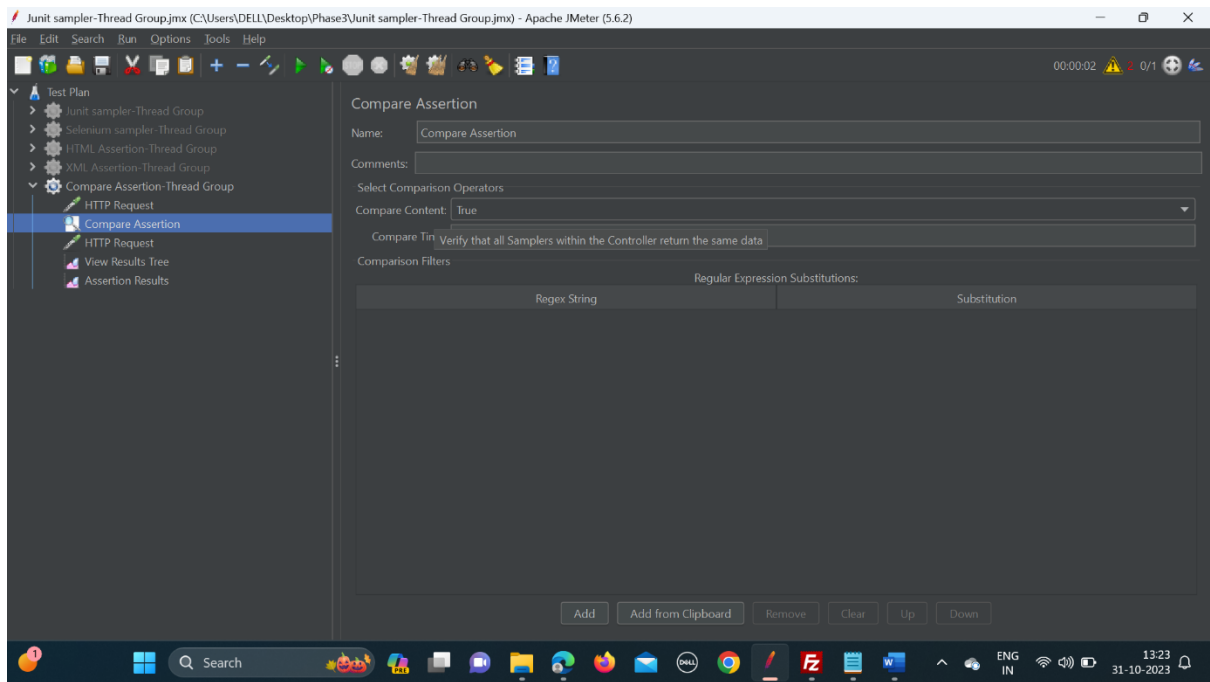 Junit sampler-Thread Group.jmx (C:\Users\DELL\Desktop\Phase3\Junit sampler-Thread Group.jmx) - Apache JMeter (5.6.2)
File Edit Search Run Options Tools Help
00:00:02 2 0/1
Test Plan
Junit sampler-Thread Group
Selenium sampler-Thread Group
HTML Assertion-Thread Group
XML Assertion-Thread Group
Compare Assertion-Thread Group
HTTP Request
Compare Assertion
HTTP Request
View Results Tree
Assertion Results
Compare Assertion
Name: Compare Assertion
Comments:
Select Comparison Operators
Compare Content: True
Compare Tim
Verify that all Samplers within the Controller return the same data
Comparison Filters
Regular Expression Substitutions:
Regex String Substitution
Add Add from Clipboard Remove Clear Up Down
1
Search
PRE
DELL
ENG
IN
13:23
31-10-2023